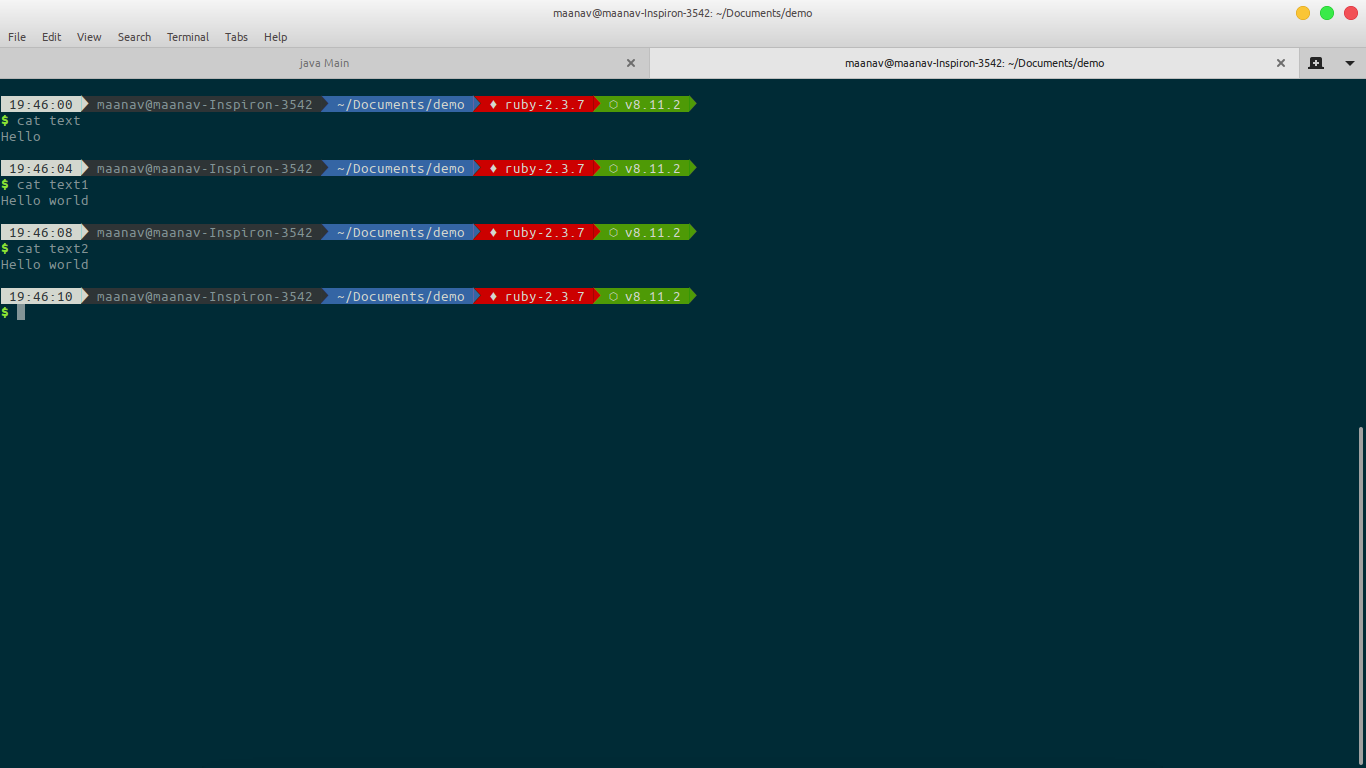 maanav@maanav-Inspiron-3542: ~/Documents/demo
File Edit View Search Terminal Tabs Help
java Main
maanav@maanav-Inspiron-3542: ~/Documents/demo
19:46:00 maanav@maanav-Inspiron-3542 ~/Documents/demo ♦ ruby-2.3.7 ⬡ v8.11.2
$ cat text
Hello
19:46:04 maanav@maanav-Inspiron-3542 ~/Documents/demo ♦ ruby-2.3.7 ⬡ v8.11.2
$ cat text1
Hello world
19:46:08 maanav@maanav-Inspiron-3542 ~/Documents/demo ♦ ruby-2.3.7 ⬡ v8.11.2
$ cat text2
Hello world
19:46:10 maanav@maanav-Inspiron-3542 ~/Documents/demo ♦ ruby-2.3.7 ⬡ v8.11.2
$